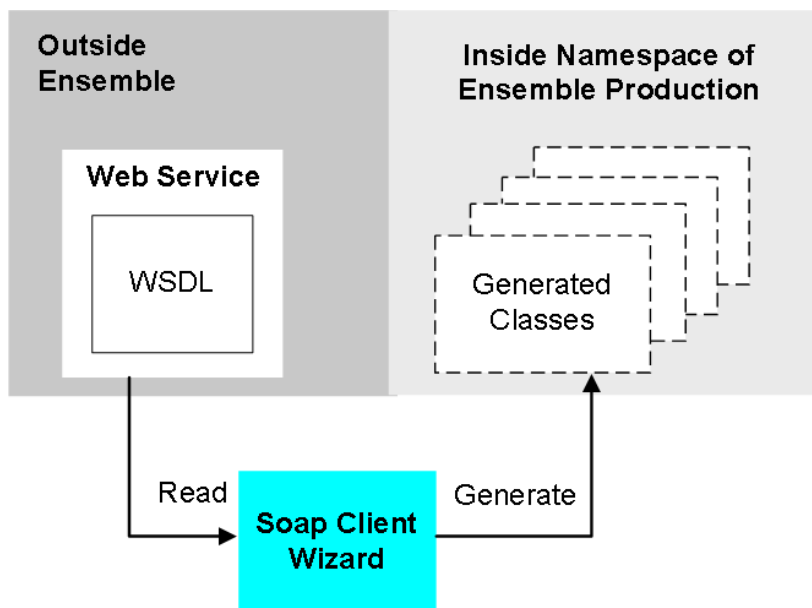 Outside
Ensemble
Inside Namespace of
Ensemble Production
Web Service
WSDL
Generated
Classes
Read
Generate
Soap Client
Wizard